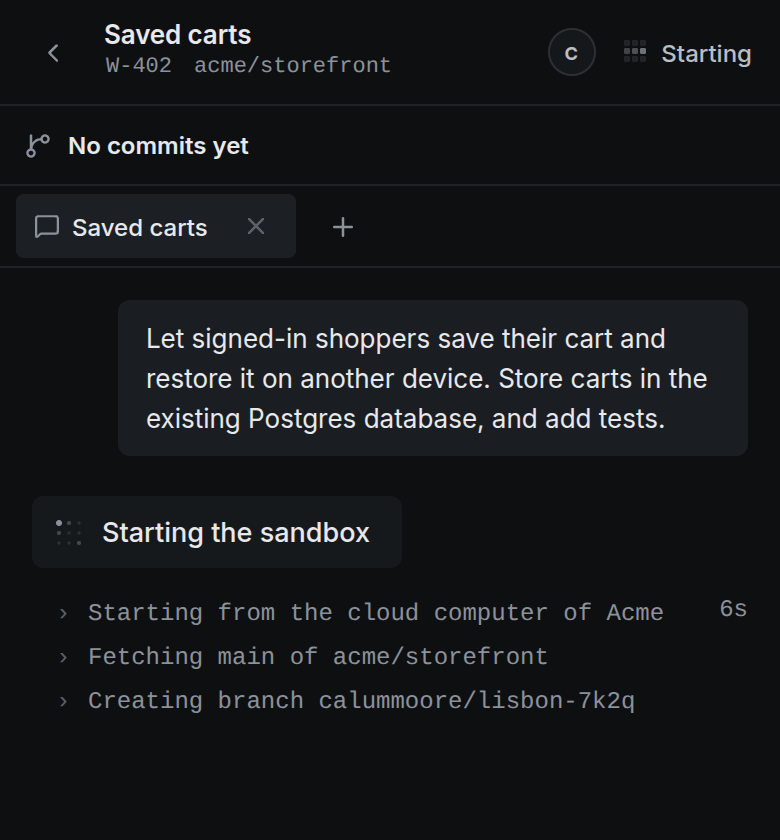 Saved carts
W-402 acme/storefront
C
Starting
No commits yet
Saved carts
Let signed-in shoppers save their cart and
restore it on another device. Store carts in the
existing Postgres database, and add tests.
Starting the sandbox
› Starting from the cloud computer of Acme 6s
› Fetching main of acme/storefront
› Creating branch calummoore/lisbon-7k2q